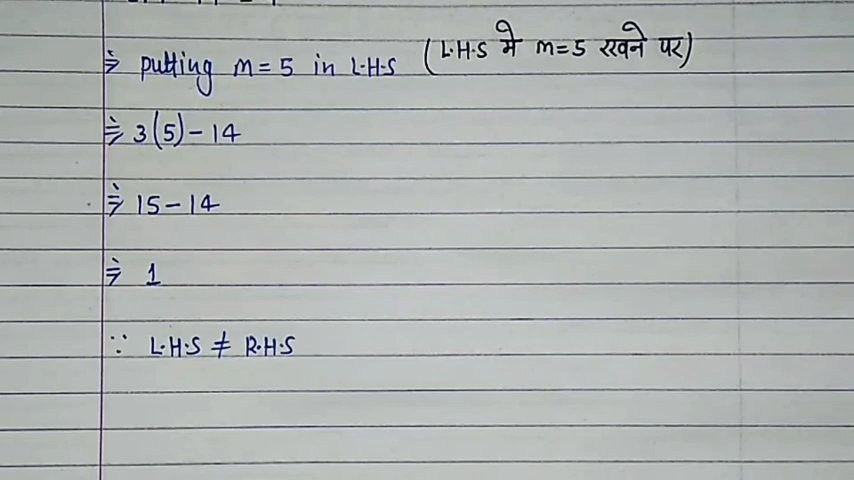 ⇒ putting m = 5 in L.H.S (L.H.S मे m = 5 रखने पर)
⇒ 3(5) - 14
⇒ 15 - 14
⇒ 1
∵ L.H.S ≠ R.H.S